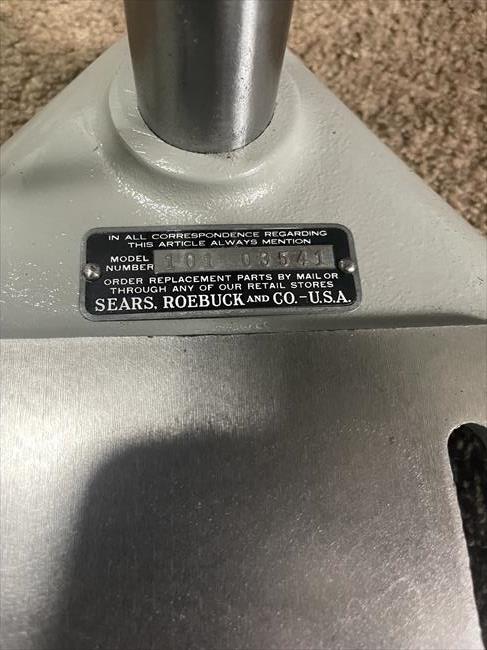 IN ALL CORRESPONDENCE REGARDING
THIS ARTICLE ALWAYS MENTION
MODEL
NUMBER 101 03541
ORDER REPLACEMENT PARTS BY MAIL OR
THROUGH ANY OF OUR RETAIL STORES
SEARS, ROEBUCK AND CO.-U.S.A.